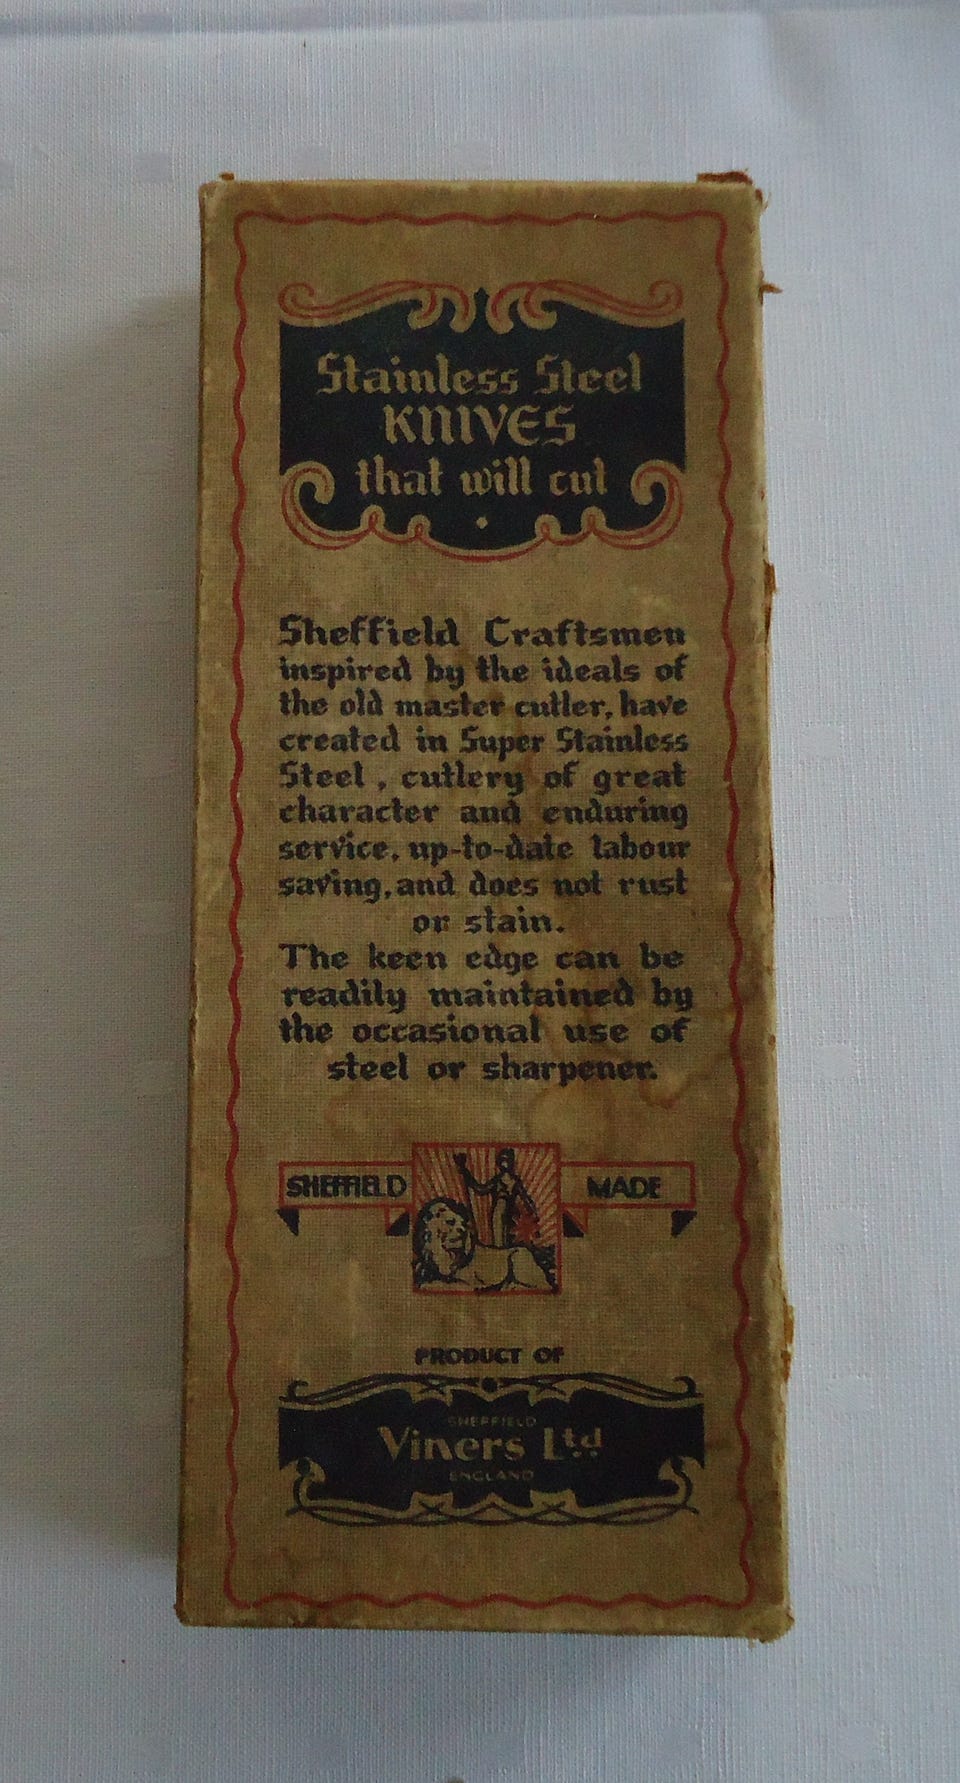 Stainless Steel
KNIVES
that will cut
Sheffield Craftsmen
inspired by the ideals of
the old master cutler, have
created in Super Stainless
Steel, cutlery of great
character and enduring
service, up-to-date labour
saving, and does not rust
or stain.
The keen edge can be
readily maintained by
the occasional use of
steel or sharpener.
SHEFFIELD MADE
PRODUCT OF
SHEFFIELD
Viners Ltd
ENGLAND